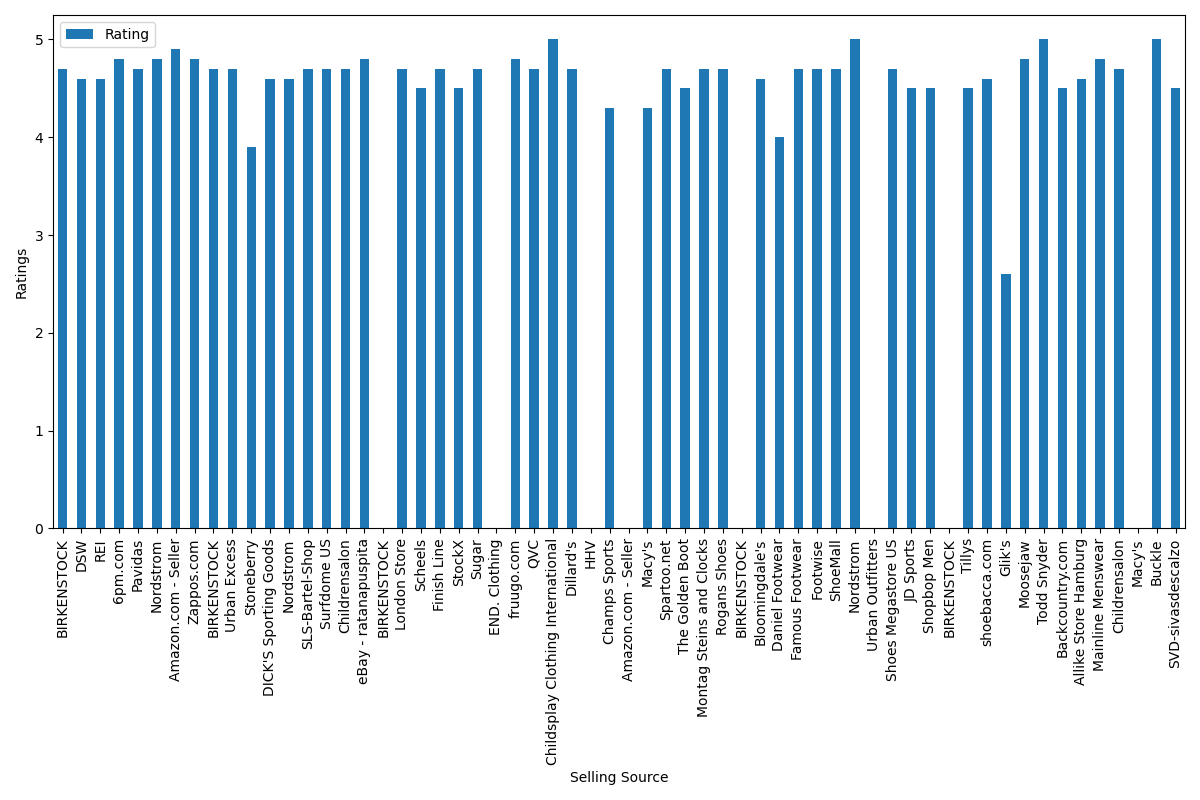 Rating
5
4
3
2
1
0
Ratings
BIRKENSTOCK
DSW
REI
6pm.com
Pavidas
Nordstrom
Amazon.com - Seller
Zappos.com
BIRKENSTOCK
Urban Excess
Stoneberry
DICK'S Sporting Goods
Nordstrom
SLS-Bartel-Shop
Surfdome US
Childrensalon
eBay - ratanapuspita
BIRKENSTOCK
London Store
Scheels
Finish Line
StockX
Sugar
END. Clothing
fruugo.com
QVC
Childsplay Clothing International
Dillard's
HHV
Champs Sports
Amazon.com - Seller
Macy's
Spartoo.net
The Golden Boot
Montag Steins and Clocks
Rogans Shoes
BIRKENSTOCK
Bloomingdale's
Daniel Footwear
Famous Footwear
Footwise
ShoeMall
Nordstrom
Urban Outfitters
Shoes Megastore US
JD Sports
Shopbop Men
BIRKENSTOCK
Tillys
shoebacca.com
Glik's
Moosejaw
Todd Snyder
Backcountry.com
Allike Store Hamburg
Mainline Menswear
Childrensalon
Macy's
Buckle
SVD-sivasdescalzo
Selling Source